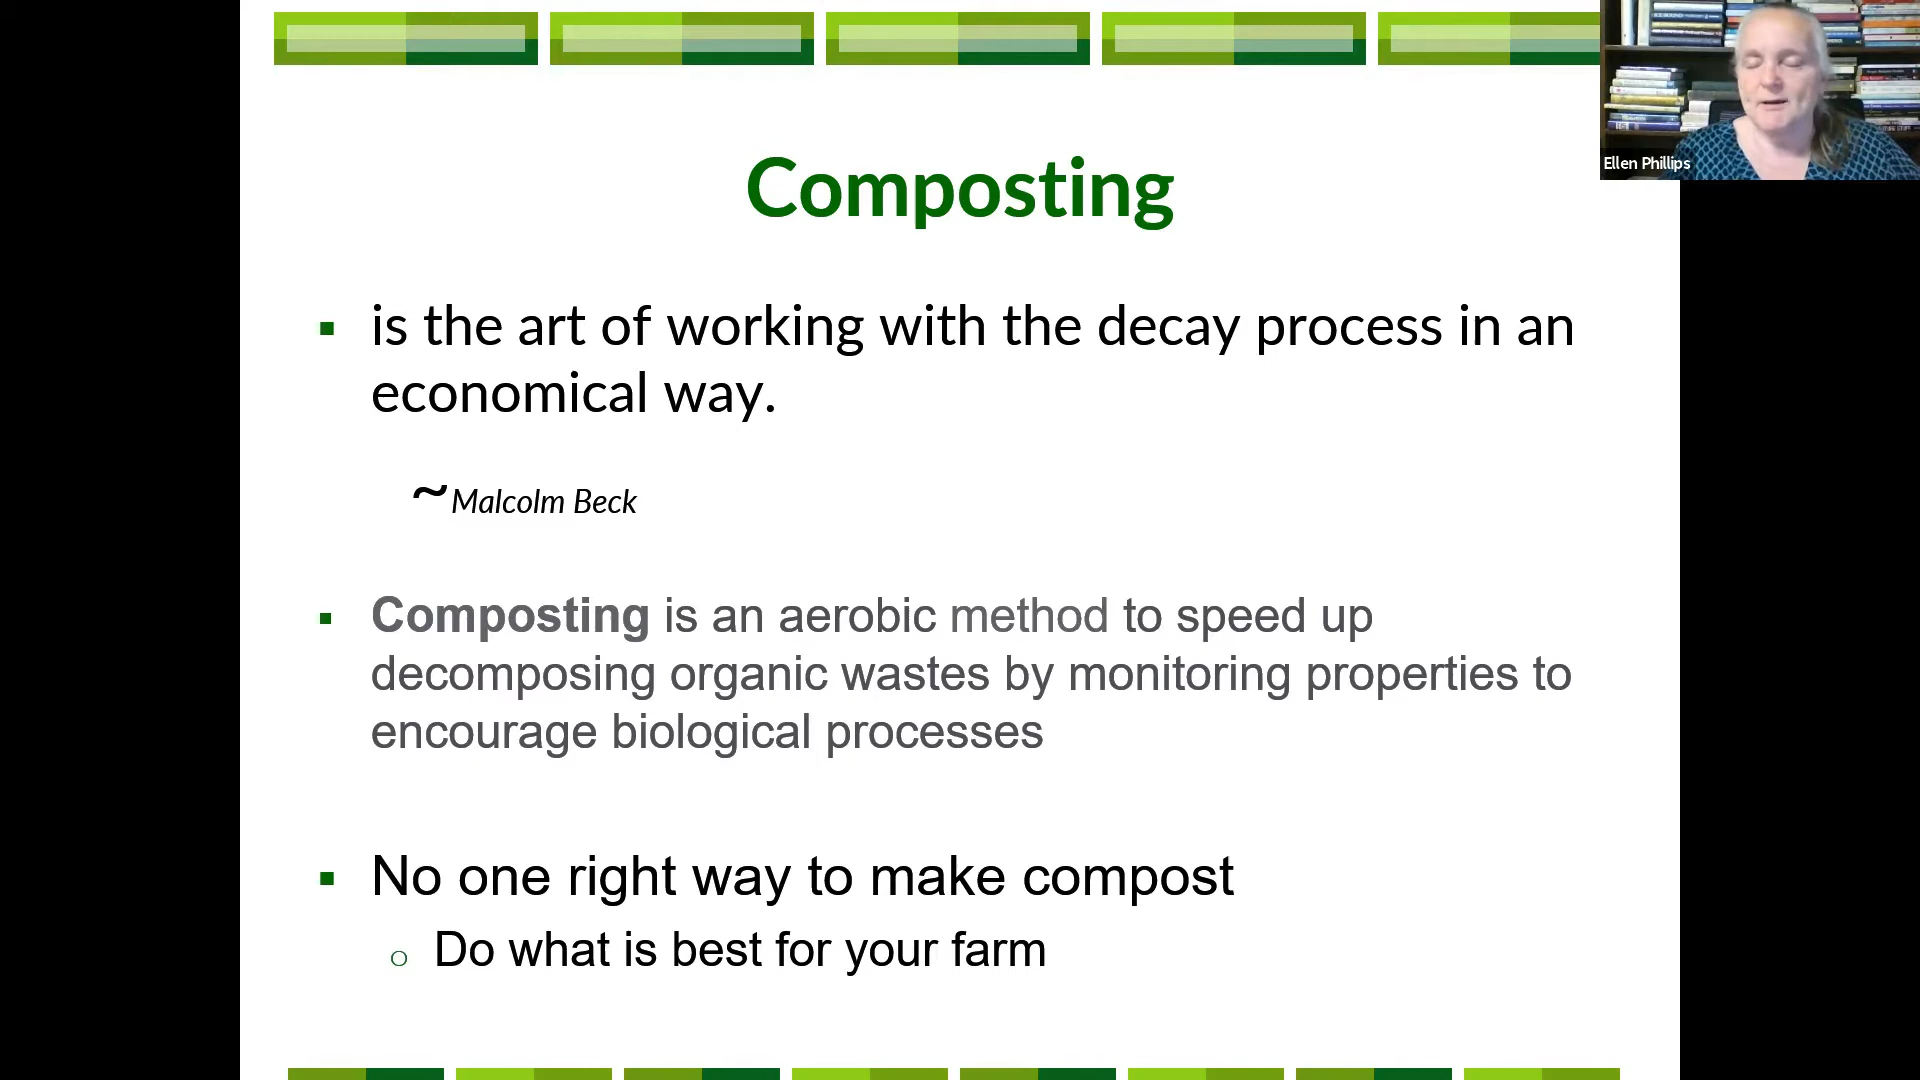 Composting
Ellen Phillips
▪ is the art of working with the decay process in an
economical way.
~Malcolm Beck
▪ Composting is an aerobic method to speed up
decomposing organic wastes by monitoring properties to
encourage biological processes
▪ No one right way to make compost
○ Do what is best for your farm